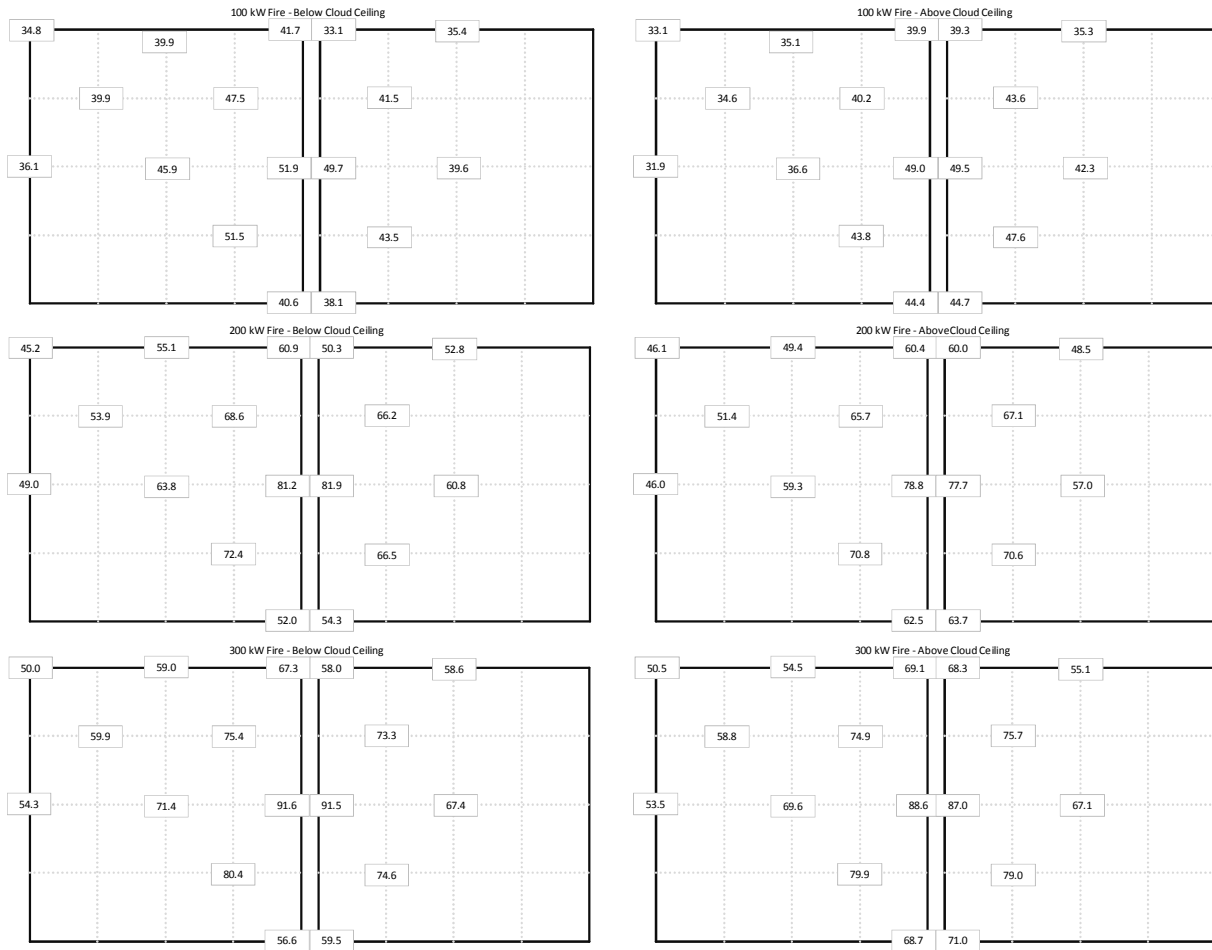 100 kW Fire - Below Cloud Ceiling
34.8 41.7 33.1 35.4
39.9
39.9 47.5 41.5
36.1 45.9 51.9 49.7 39.6
51.5 43.5
40.6 38.1
100 kW Fire - Above Cloud Ceiling
33.1 39.9 39.3 35.3
35.1
34.6 40.2 43.6
31.9 36.6 49.0 49.5 42.3
43.8 47.6
44.4 44.7
200 kW Fire - Below Cloud Ceiling
45.2 55.1 60.9 50.3 52.8
53.9 68.6 66.2
49.0 63.8 81.2 81.9 60.8
72.4 66.5
52.0 54.3
200 kW Fire - AboveCloud Ceiling
46.1 49.4 60.4 60.0 48.5
51.4 65.7 67.1
46.0 59.3 78.8 77.7 57.0
70.8 70.6
62.5 63.7
300 kW Fire - Below Cloud Ceiling
50.0 59.0 67.3 58.0 58.6
59.9 75.4 73.3
54.3 71.4 91.6 91.5 67.4
80.4 74.6
56.6 59.5
300 kW Fire - Above Cloud Ceiling
50.5 54.5 69.1 68.3 55.1
58.8 74.9 75.7
53.5 69.6 88.6 87.0 67.1
79.9 79.0
68.7 71.0